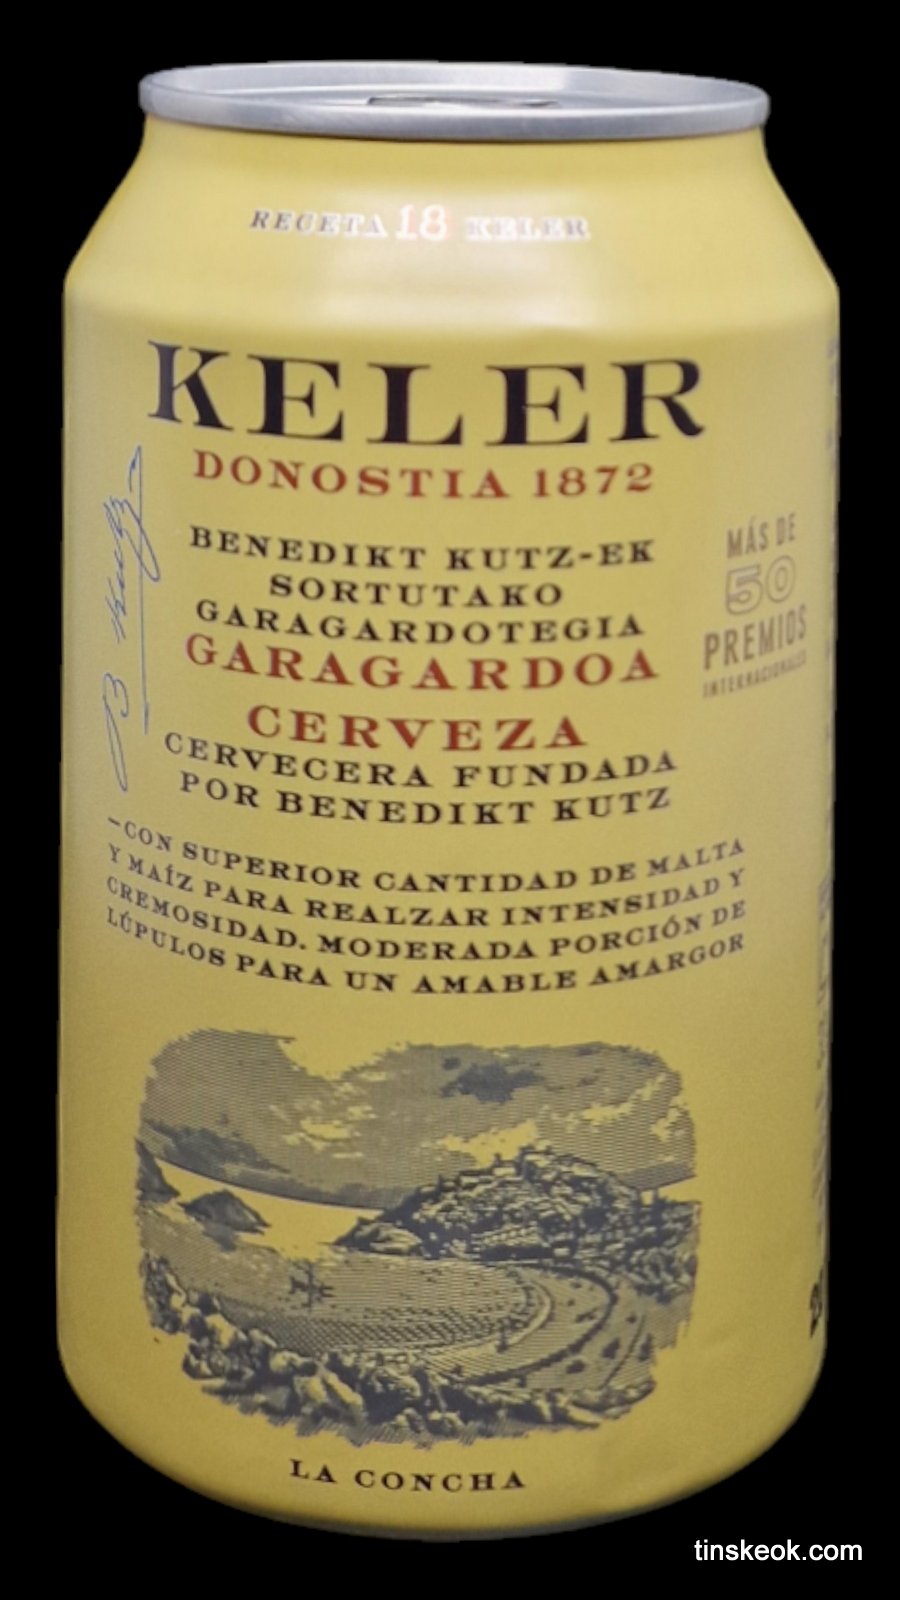 RECETA 18 KELER
KELER
DONOSTIA 1872
BENEDIKT KUTZ-EK
SORTUTAKO
GARAGARDOTEGIA
GARAGARDOA
CERVEZA
CERVECERA FUNDADA
POR BENEDIKT KUTZ
B Kutz
MÁS DE
50
PREMIOS
INTERNACIONALES
–CON SUPERIOR CANTIDAD DE MALTA
Y MAÍZ PARA REALZAR INTENSIDAD Y
CREMOSIDAD. MODERADA PORCIÓN DE
LÚPULOS PARA UN AMABLE AMARGOR
LA CONCHA
tinskeok.com